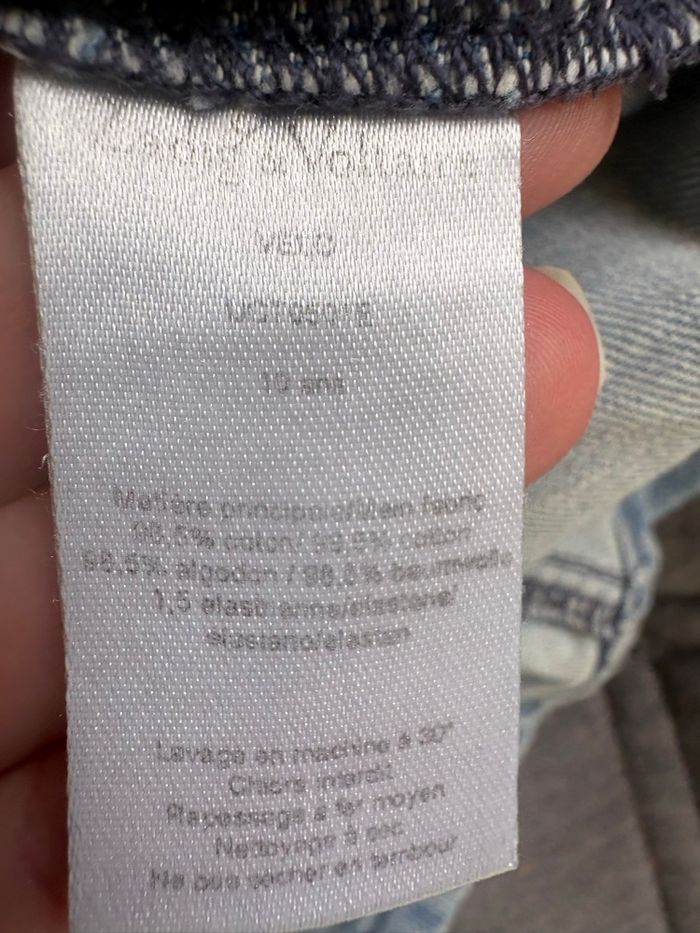 & Voltaire
10 ans
Matière principale/Main fabric
98.5% coton/ 98.5% cotton
98.5% algodon / 98.5% baumwolle
1,5 elasthanne/elastane/
elastano/elastan
Lavage en machine à 30°
Chlore interdit
Repassage à fer moyen
Nettoyage à sec
Ne pas sécher en tambour